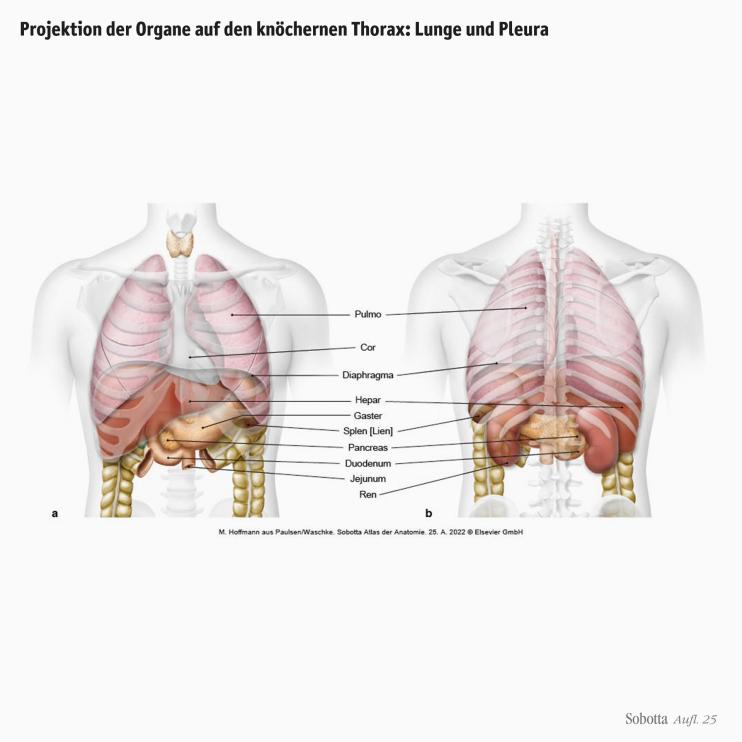 Projektion der Organe auf den knöchernen Thorax: Lunge und Pleura
Pulmo
Cor
Diaphragma
Hepar
Gaster
Splen [Lien]
Pancreas
Duodenum
Jejunum
Ren
a
b
M. Hoffmann aus Paulsen/Waschke. Sobotta Atlas der Anatomie. 25. A. 2022 © Elsevier GmbH
Sobotta Aufl. 25